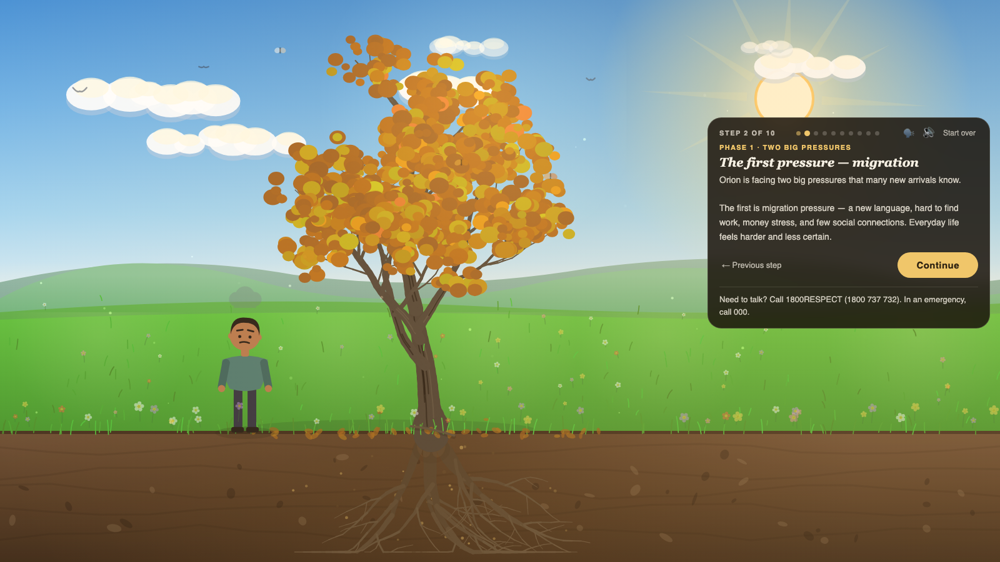 STEP 2 OF 10
Start over
PHASE 1 · TWO BIG PRESSURES
The first pressure — migration
Orion is facing two big pressures that many new arrivals know.
The first is migration pressure — a new language, hard to find
work, money stress, and few social connections. Everyday life
feels harder and less certain.
←Previous step
Continue
Need to talk? Call 1800RESPECT (1800 737 732). In an emergency,
call 000.